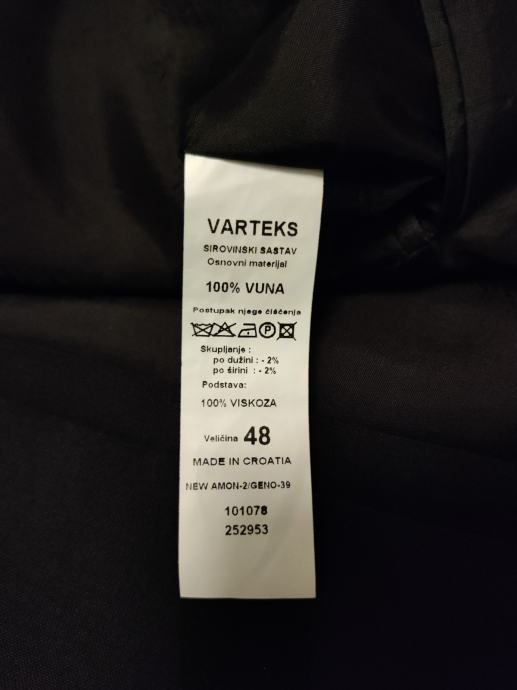 VARTEKS
SIROVINSKI SASTAV
Osnovni materijal
100% VUNA
Postupak njege čišćenja
P
Skupljanje :
po dužini : - 2%
po širini : - 2%
Podstava:
100% VISKOZA
Veličina 48
MADE IN CROATIA
NEW AMON-2/GENO-39
101078
252953